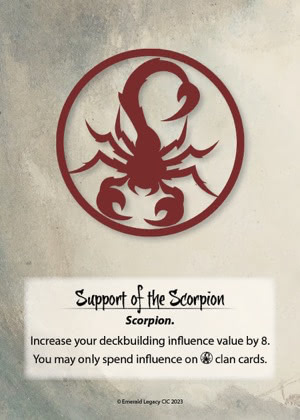 Support of the Scorpion
Scorpion.
Increase your deckbuilding influence value by 8.
You may only spend influence on clan cards.
© Emerald Legacy CIC 2023